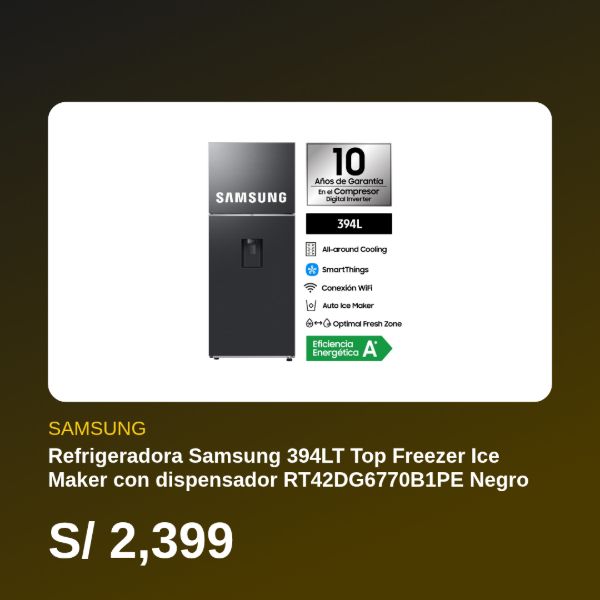 SAMSUNG
10
Años de Garantía
En el Compresor
Digital Inverter
394L
All-around Cooling
SmartThings
Conexión WiFi
Auto Ice Maker
Optimal Fresh Zone
Eficiencia
Energética A*
SAMSUNG
Refrigeradora Samsung 394LT Top Freezer Ice
Maker con dispensador RT42DG6770B1PE Negro
S/ 2,399